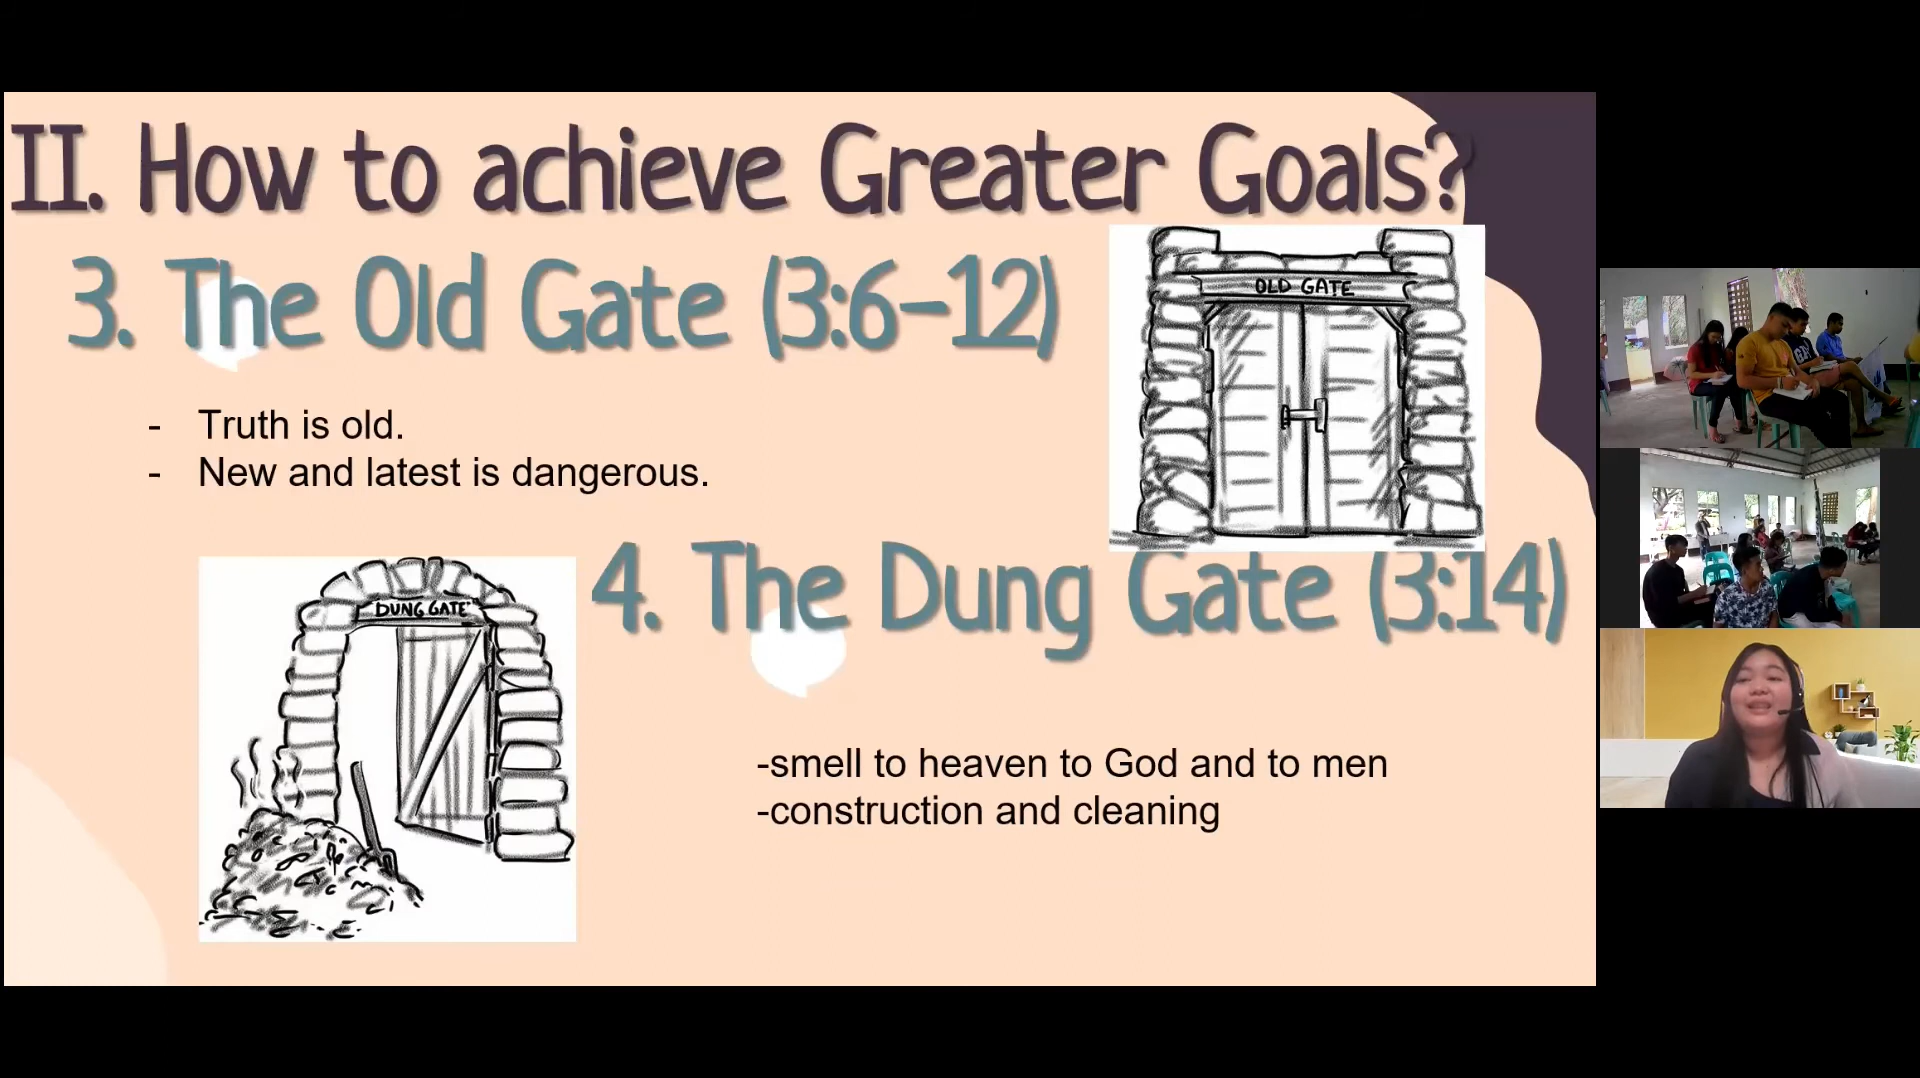 II. How to achieve Greater Goals?
3. The Old Gate (3:6-12)
OLD GATE
- Truth is old.
- New and latest is dangerous.
DUNG GATE
4. The Dung Gate (3:14)
-smell to heaven to God and to men
-construction and cleaning